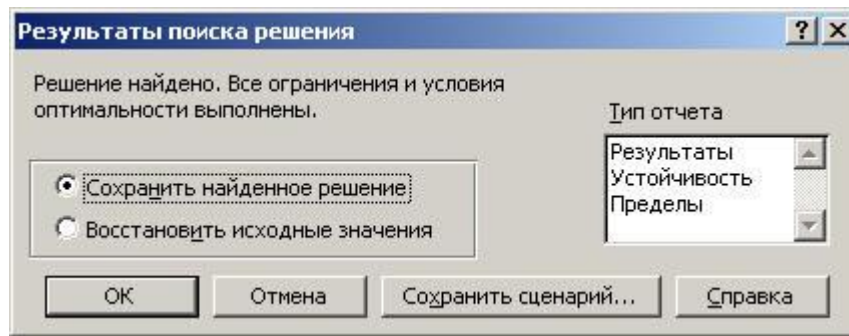 Результаты поиска решения
Решение найдено. Все ограничения и условия
оптимальности выполнены.
Тип отчета
Результаты
Устойчивость
Пределы
Сохранить найденное решение
Восстановить исходные значения
ОК
Отмена
Сохранить сценарий...
Справка